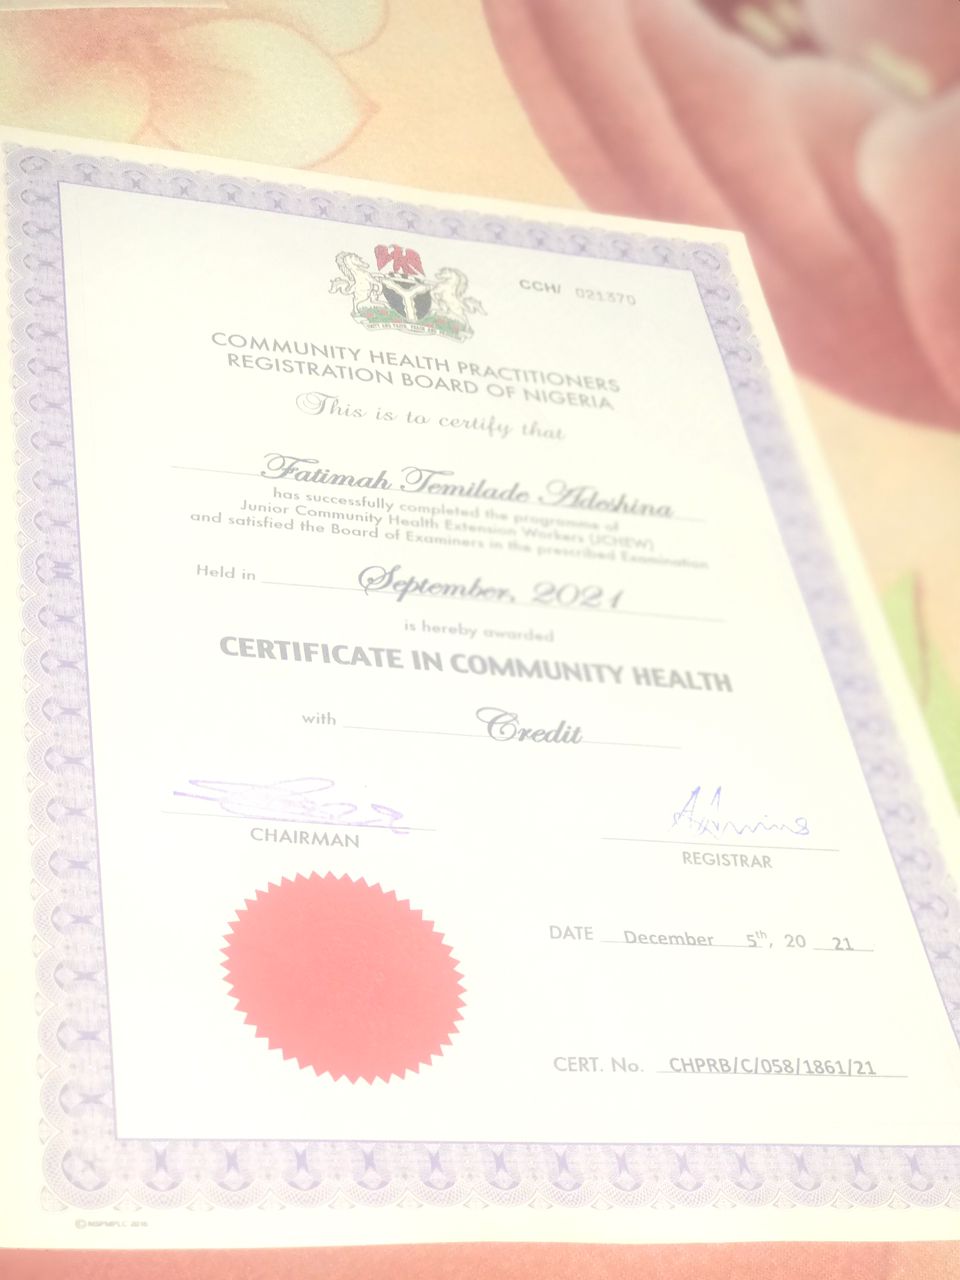 CCH/ 021370
COMMUNITY HEALTH PRACTITIONERS
REGISTRATION BOARD OF NIGERIA
This is to certify that
Fatimah Temilade Adeshina
has successfully completed the programme of
Junior Community Health Extension Workers (JCHEW)
and satisfied the Board of Examiners in the prescribed Examination
Held in September, 2021
is hereby awarded
CERTIFICATE IN COMMUNITY HEALTH
with Credit
CHAIRMAN
REGISTRAR
DATE December 5th, 20 21
CERT. No. CHPRB/C/058/1861/21